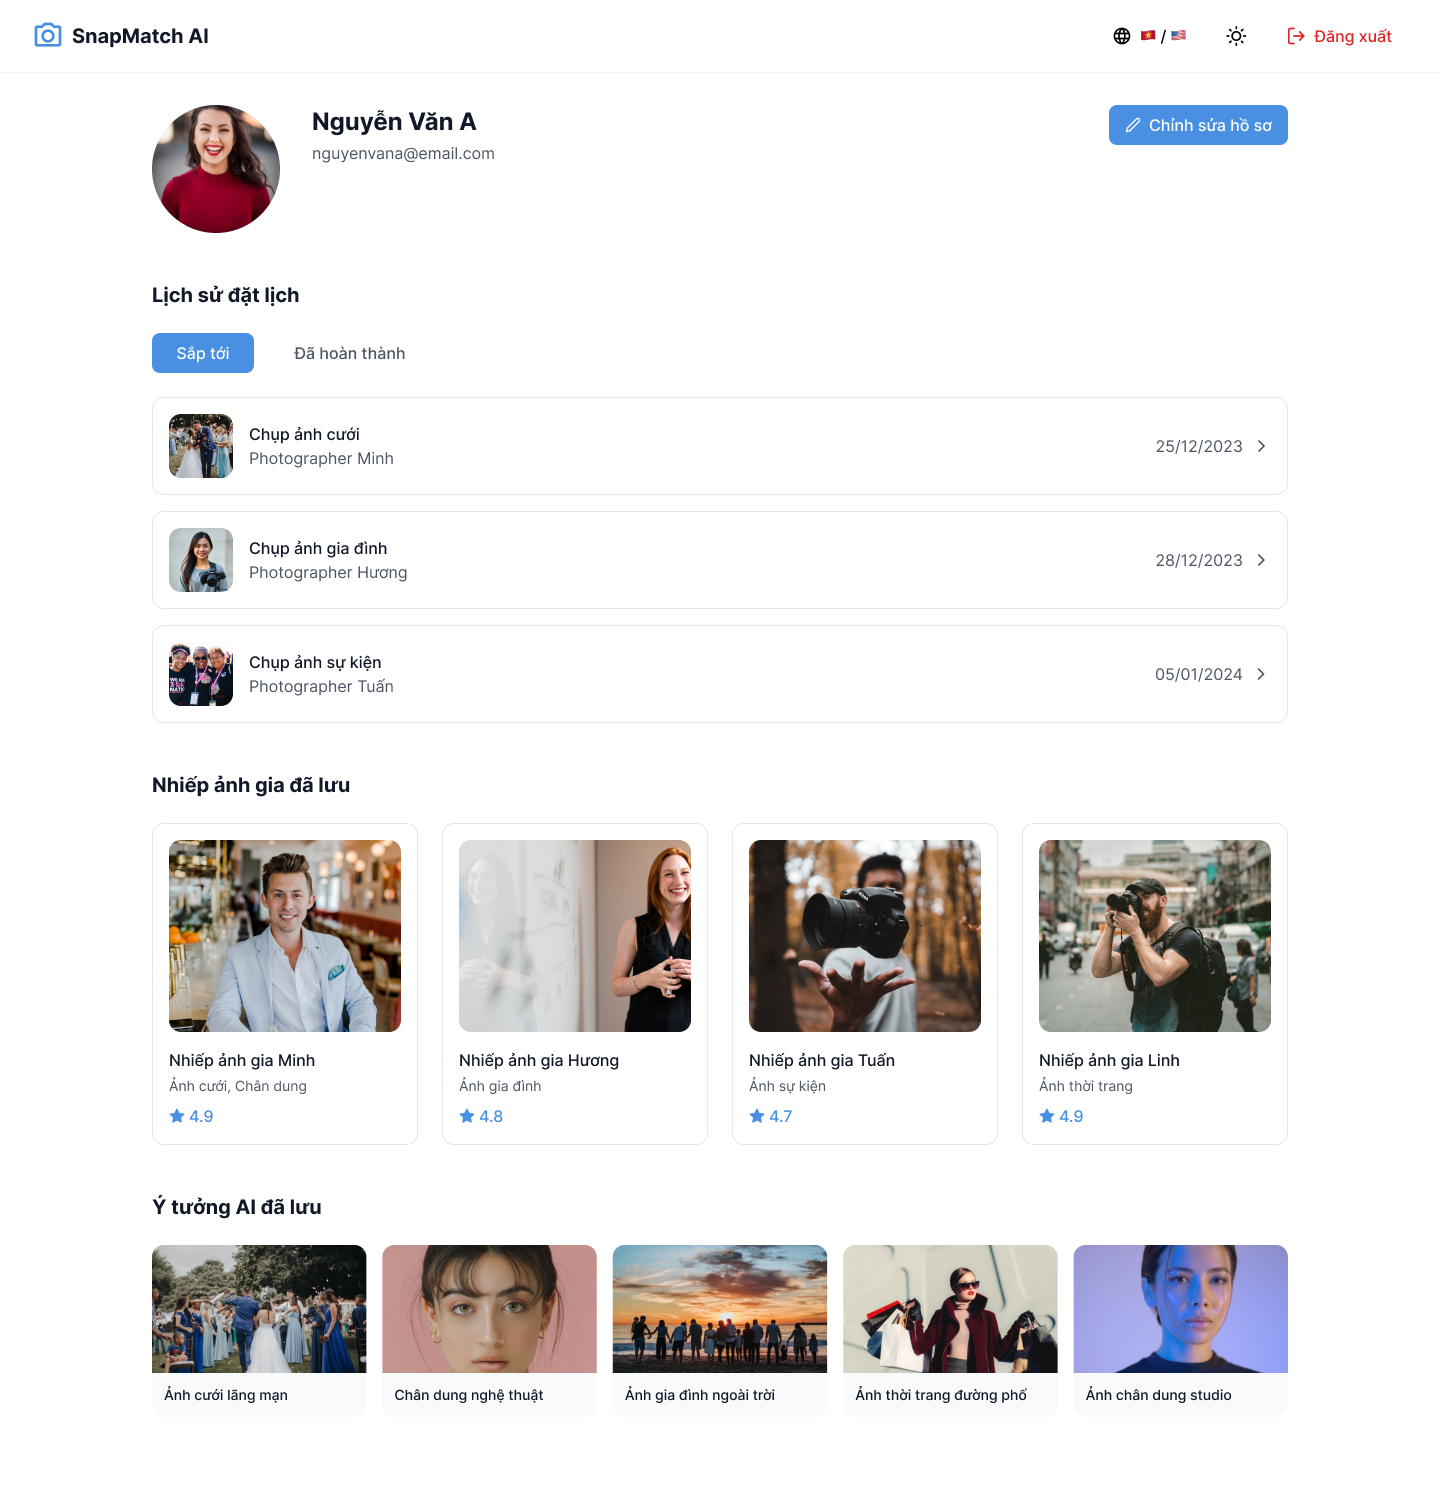 SnapMatch AI
/
Đăng xuất
Nguyễn Văn A
nguyenvana@email.com
Chỉnh sửa hồ sơ
Lịch sử đặt lịch
Sắp tới
Đã hoàn thành
Chụp ảnh cưới
Photographer Minh
25/12/2023
Chụp ảnh gia đình
Photographer Hương
28/12/2023
Chụp ảnh sự kiện
Photographer Tuấn
05/01/2024
Nhiếp ảnh gia đã lưu
Nhiếp ảnh gia Minh
Ảnh cưới, Chân dung
4.9
Nhiếp ảnh gia Hương
Ảnh gia đình
4.8
Nhiếp ảnh gia Tuấn
Ảnh sự kiện
4.7
Nhiếp ảnh gia Linh
Ảnh thời trang
4.9
Ý tưởng AI đã lưu
Ảnh cưới lãng mạn
Chân dung nghệ thuật
Ảnh gia đình ngoài trời
Ảnh thời trang đường phố
Ảnh chân dung studio